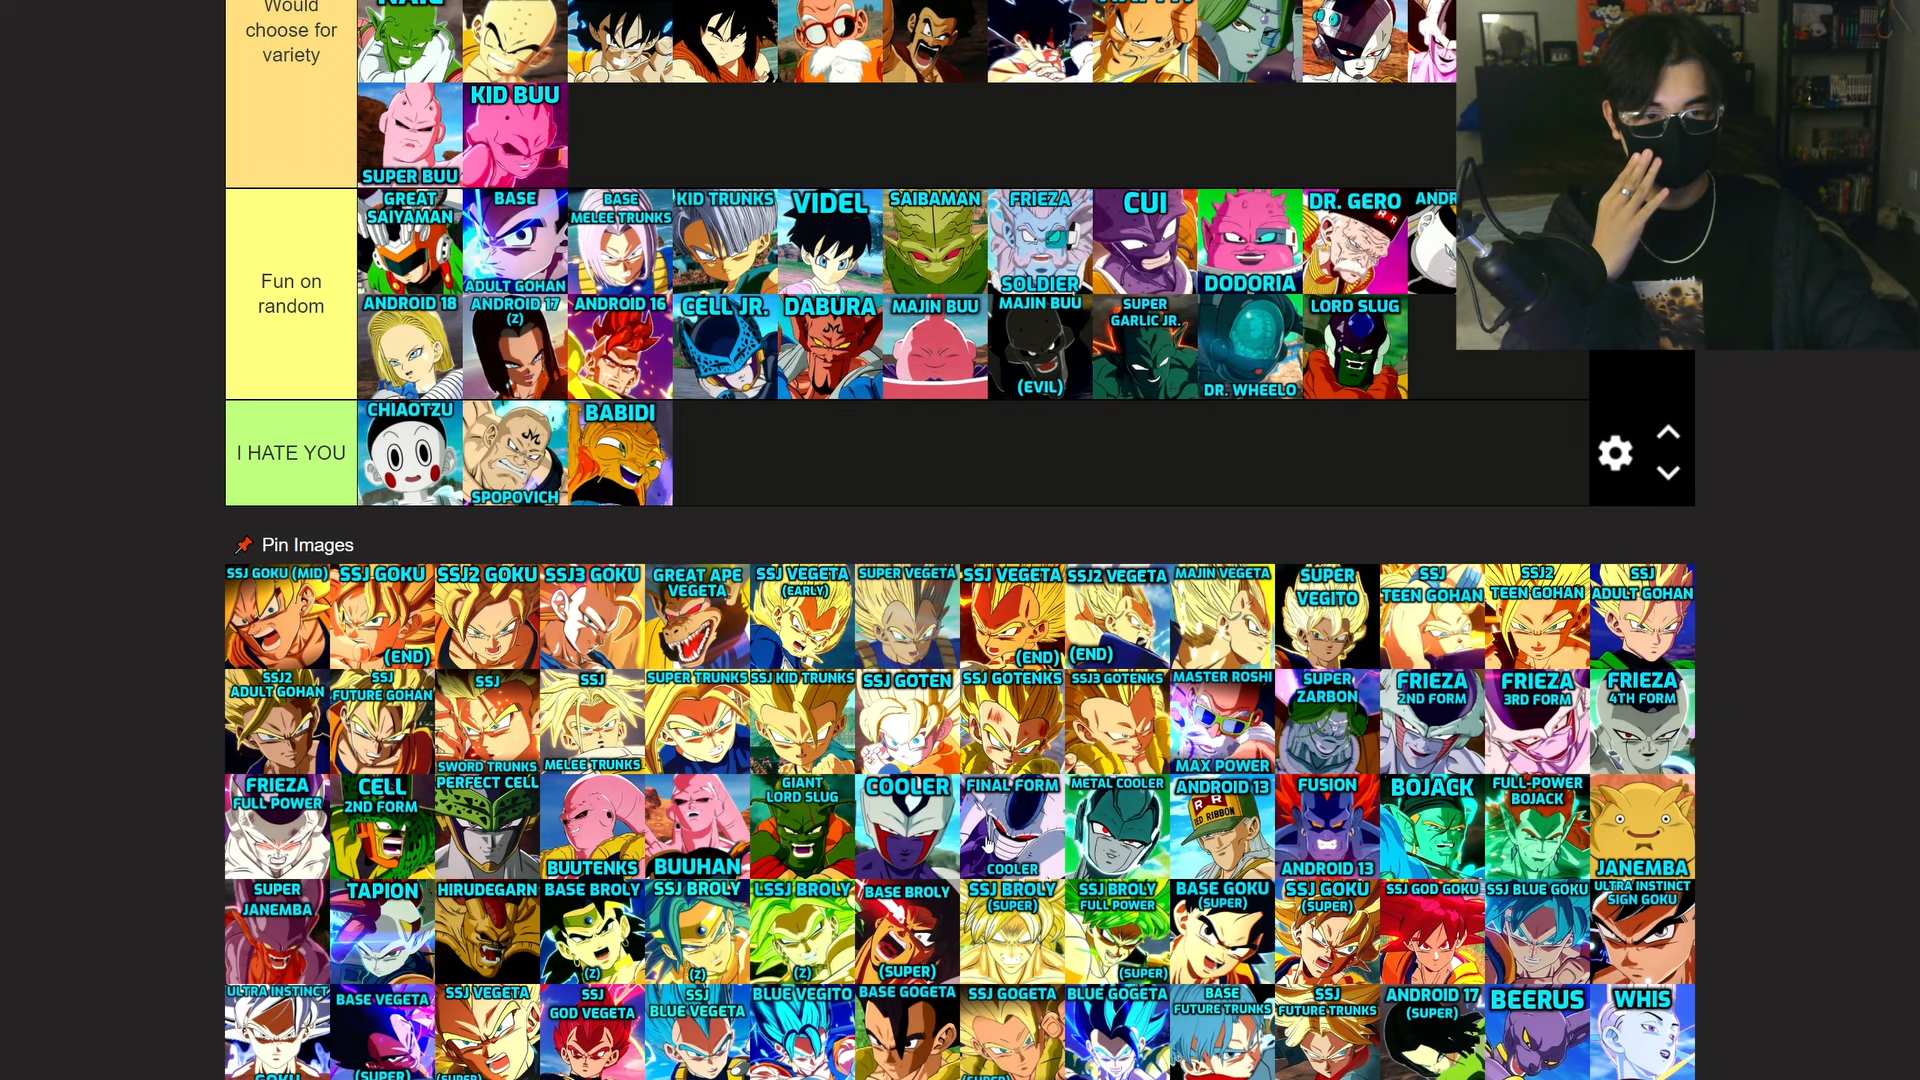 Would
choose for
variety
SUPER BUU
KID BUU
Fun on
random
GREAT
SAIYAMAN
BASE
ADULT GOHAN
BASE
MELEE TRUNKS
KID TRUNKS
VIDEL
SAIBAMAN
FRIEZA
SOLDIER
CUI
DODORIA
DR. GERO
ANDR
ANDROID 18
ANDROID 17
(Z)
ANDROID 16
CELL JR.
DABURA
MAJIN BUU
MAJIN BUU
(EVIL)
SUPER
GARLIC JR.
DR. WHEELO
LORD SLUG
I HATE YOU
CHIAOTZU
SPOPOVICH
BABIDI
Pin Images
SSJ GOKU (MID)
SSJ GOKU
(END)
SSJ2 GOKU
SSJ3 GOKU
GREAT APE
VEGETA
SSJ VEGETA
(EARLY)
SUPER VEGETA
SSJ VEGETA
(END)
SSJ2 VEGETA
(END)
MAJIN VEGETA
SUPER
VEGITO
SSJ
TEEN GOHAN
SSJ2
TEEN GOHAN
SSJ
ADULT GOHAN
SSJ2
ADULT GOHAN
SSJ
FUTURE GOHAN
SSJ
SWORD TRUNKS
SSJ
MELEE TRUNKS
SUPER TRUNKS
SSJ KID TRUNKS
SSJ GOTEN
SSJ GOTENKS
SSJ3 GOTENKS
MASTER ROSHI
MAX POWER
SUPER
ZARBON
FRIEZA
2ND FORM
FRIEZA
3RD FORM
FRIEZA
4TH FORM
FRIEZA
FULL POWER
CELL
2ND FORM
PERFECT CELL
BUUTENKS
BUUHAN
GIANT
LORD SLUG
COOLER
FINAL FORM
COOLER
METAL COOLER
ANDROID 13
RR
RED RIBBON
FUSION
ANDROID 13
BOJACK
FULL-POWER
BOJACK
JANEMBA
SUPER
JANEMBA
TAPION
HIRUDEGARN
BASE BROLY
(Z)
SSJ BROLY
(Z)
LSSJ BROLY
(Z)
BASE BROLY
(SUPER)
SSJ BROLY
(SUPER)
SSJ BROLY
FULL POWER
(SUPER)
BASE GOKU
(SUPER)
SSJ GOKU
(SUPER)
SSJ GOD GOKU
SSJ BLUE GOKU
ULTRA INSTINCT
SIGN GOKU
ULTRA INSTINCT
GOKU
BASE VEGETA
(SUPER)
SSJ VEGETA
(SUPER)
SSJ
GOD VEGETA
SSJ
BLUE VEGETA
BLUE VEGITO
BASE GOGETA
SSJ GOGETA
(SUPER)
BLUE GOGETA
BASE
FUTURE TRUNKS
SSJ
FUTURE TRUNKS
ANDROID 17
(SUPER)
BEERUS
WHIS